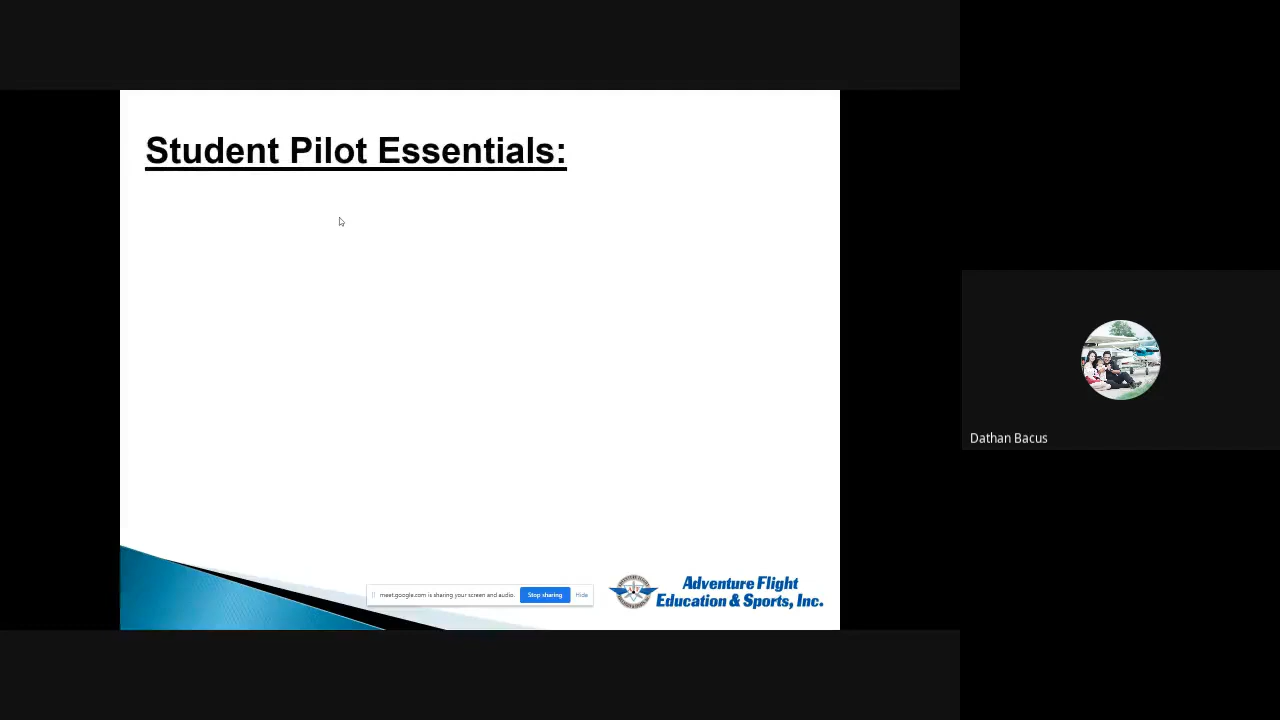 Student Pilot Essentials:
Dathan Bacus
Adventure Flight
Education & Sports, Inc.
meet.google.com is sharing your screen and audio.
Stop sharing
Hide